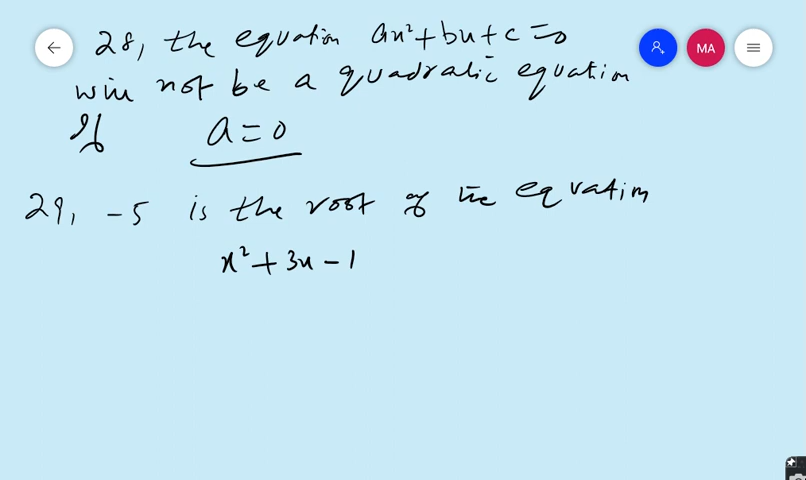 28, the equation ax²+bx+c=0
will not be a quadratic equation
If a=0
29, -5 is the root of the equation
x²+3x-1
MA